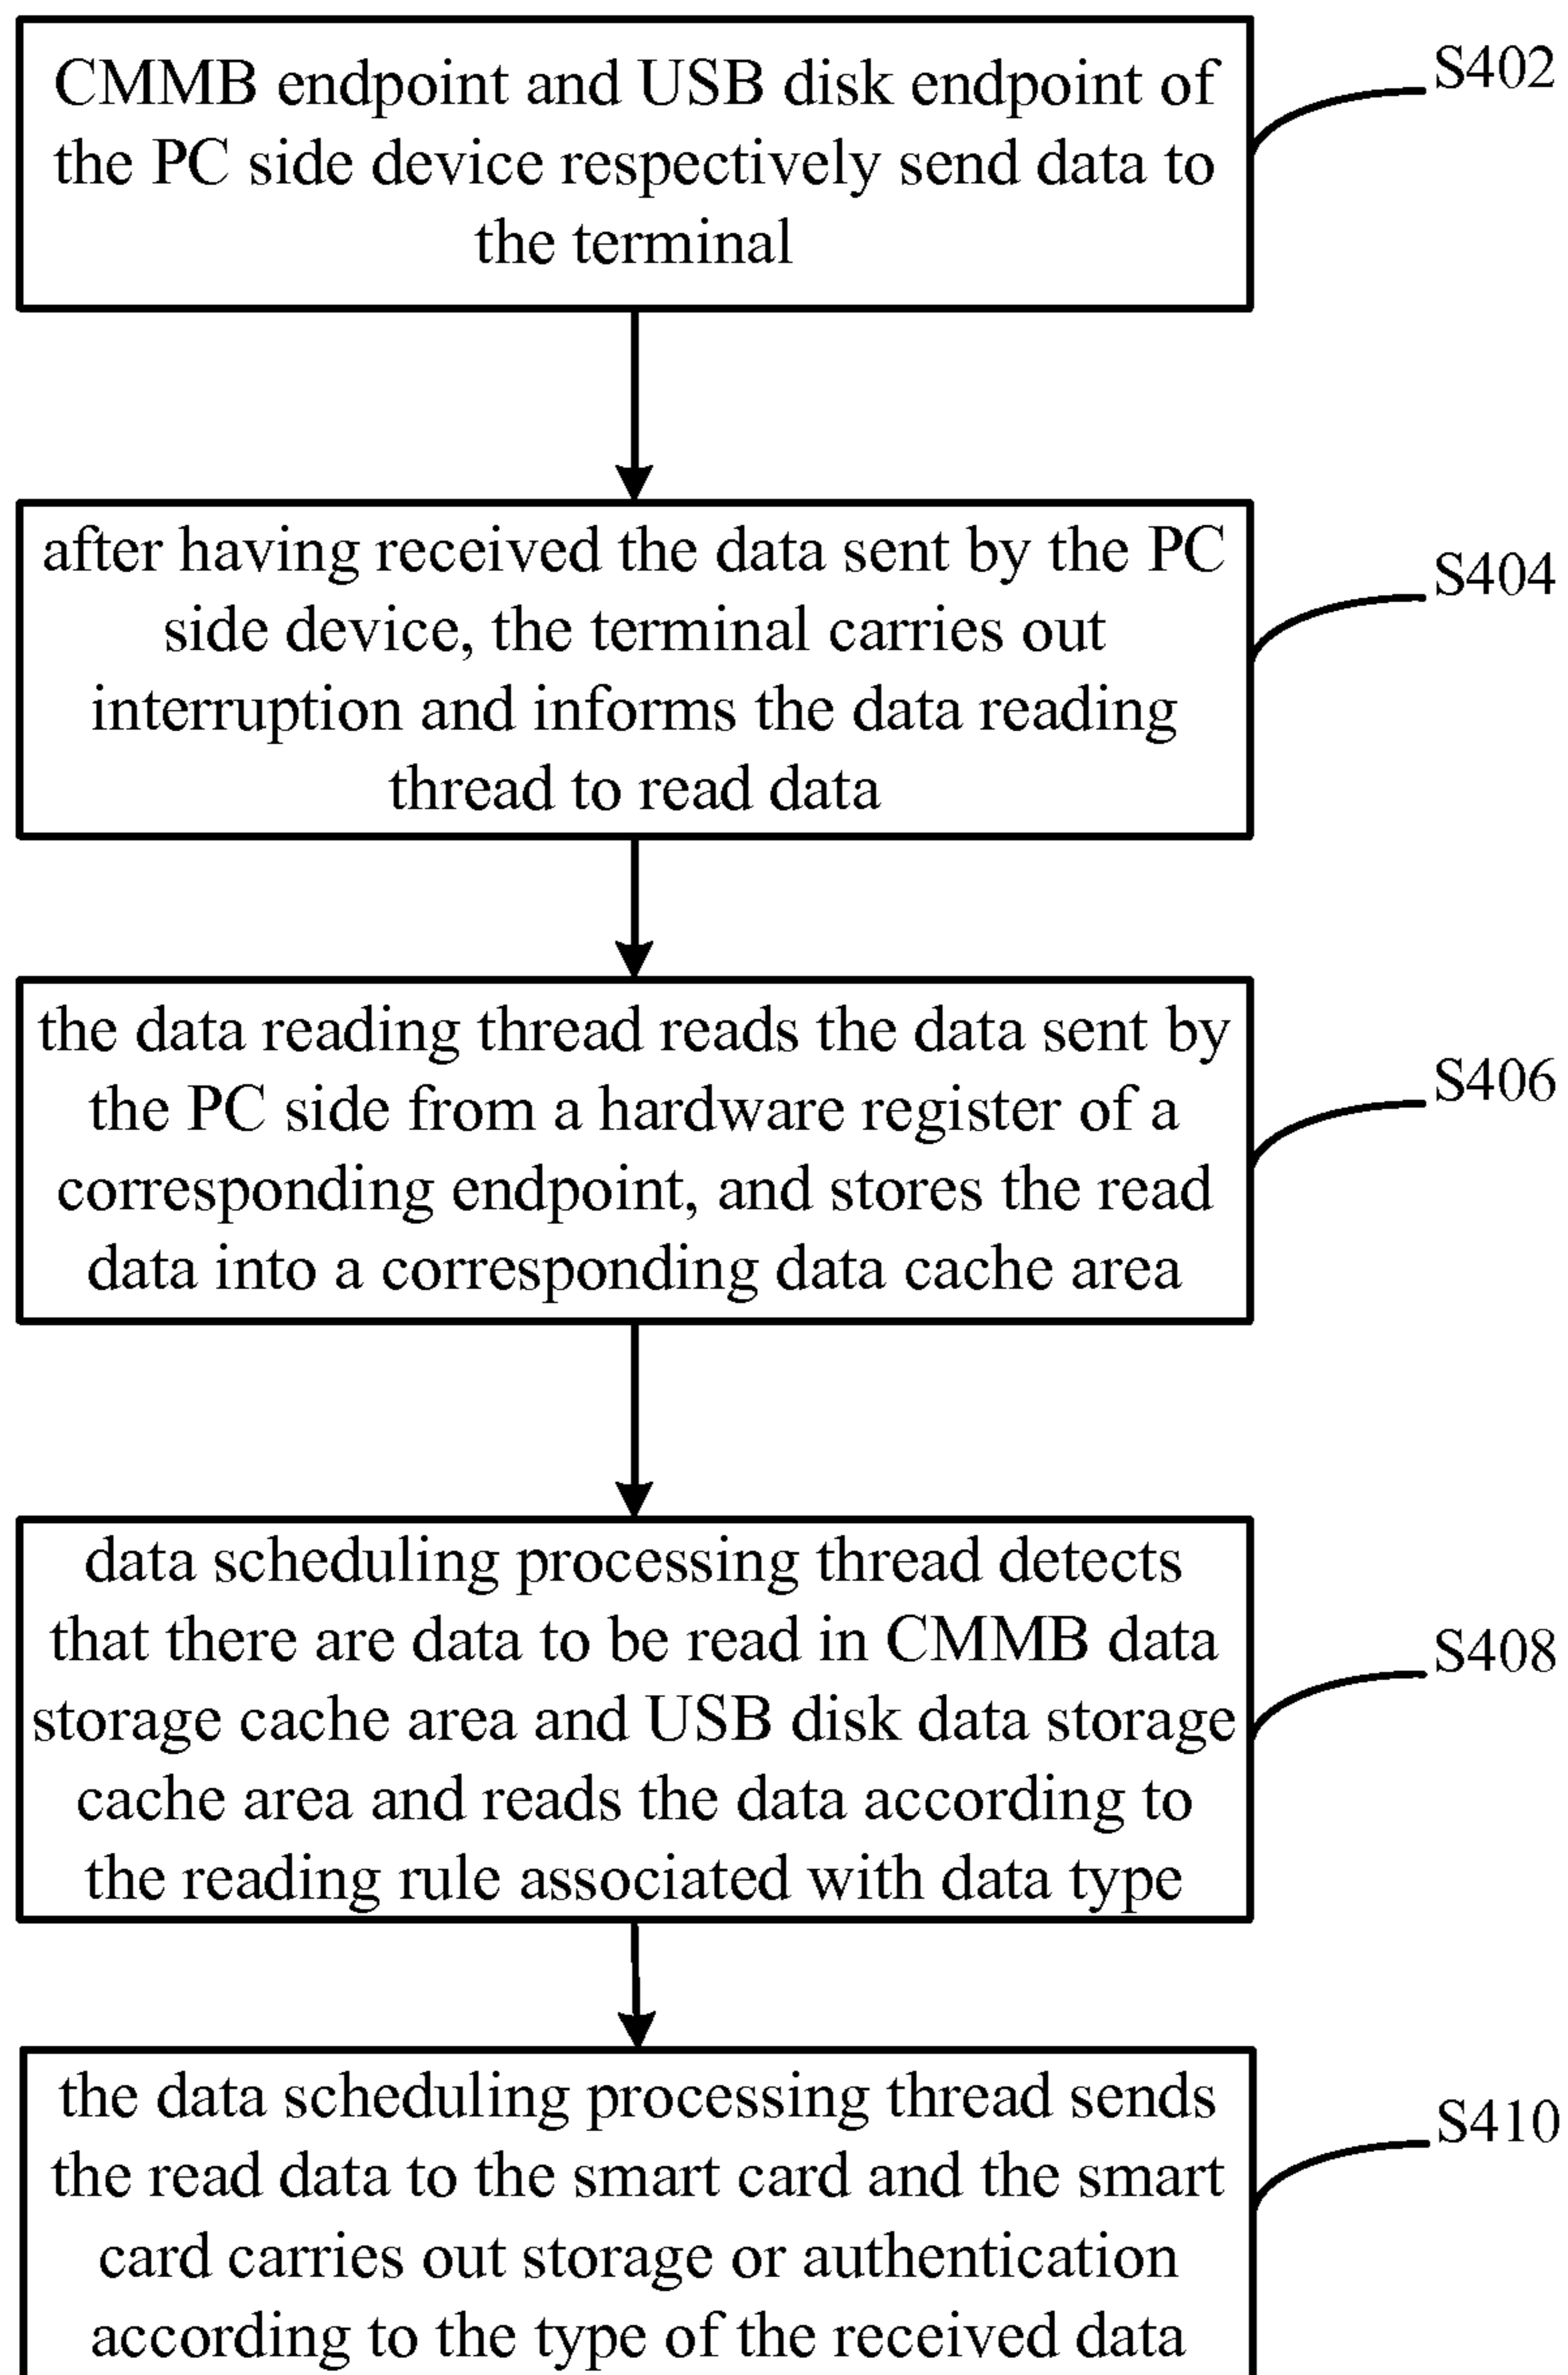 CMMB endpoint and USB disk endpoint of
the PC side device respectively send data to
the terminal
S402
after having received the data sent by the PC
side device, the terminal carries out
interruption and informs the data reading
thread to read data
S404
the data reading thread reads the data sent by
the PC side from a hardware register of a
corresponding endpoint, and stores the read
data into a corresponding data cache area
S406
data scheduling processing thread detects
that there are data to be read in CMMB data
storage cache area and USB disk data storage
cache area and reads the data according to
the reading rule associated with data type
S408
the data scheduling processing thread sends
the read data to the smart card and the smart
card carries out storage or authentication
according to the type of the received data
S410